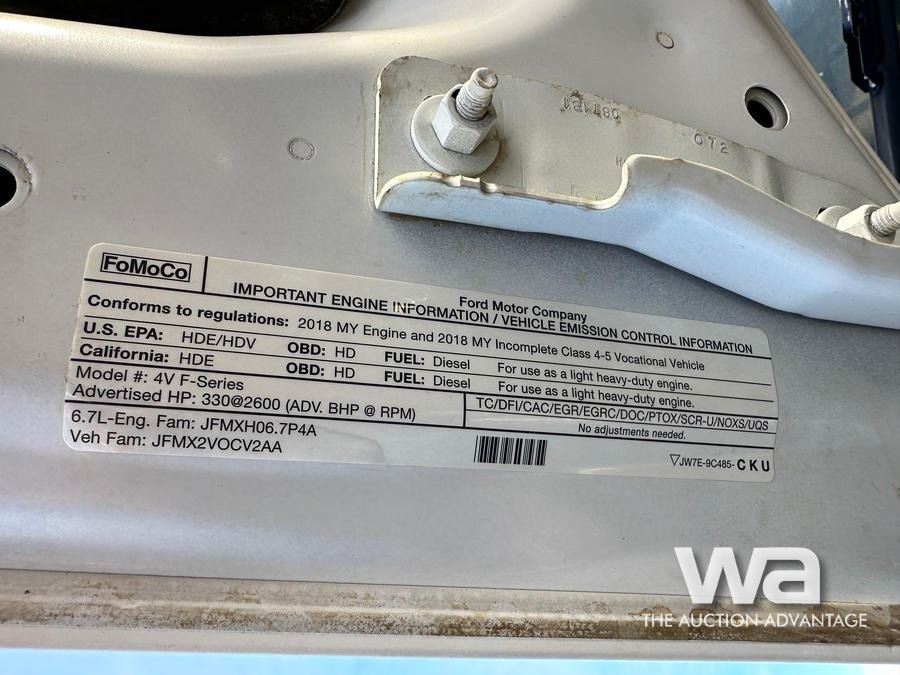 081121
072
FoMoCo
Ford Motor Company
IMPORTANT ENGINE INFORMATION / VEHICLE EMISSION CONTROL INFORMATION
Conforms to regulations: 2018 MY Engine and 2018 MY Incomplete Class 4-5 Vocational Vehicle
U.S. EPA: HDE/HDV OBD: HD FUEL: Diesel For use as a light heavy-duty engine.
California: HDE OBD: HD FUEL: Diesel For use as a light heavy-duty engine.
Model #: 4V F-Series
Advertised HP: 330@2600 (ADV. BHP @ RPM)
TC/DFI/CAC/EGR/EGRC/DOC/PTOX/SCR-U/NOXS/UQS
No adjustments needed.
6.7L-Eng. Fam: JFMXH06.7P4A
Veh Fam: JFMX2VOCV2AA
JW7E-9C485-CKU
wa
THE AUCTION ADVANTAGE